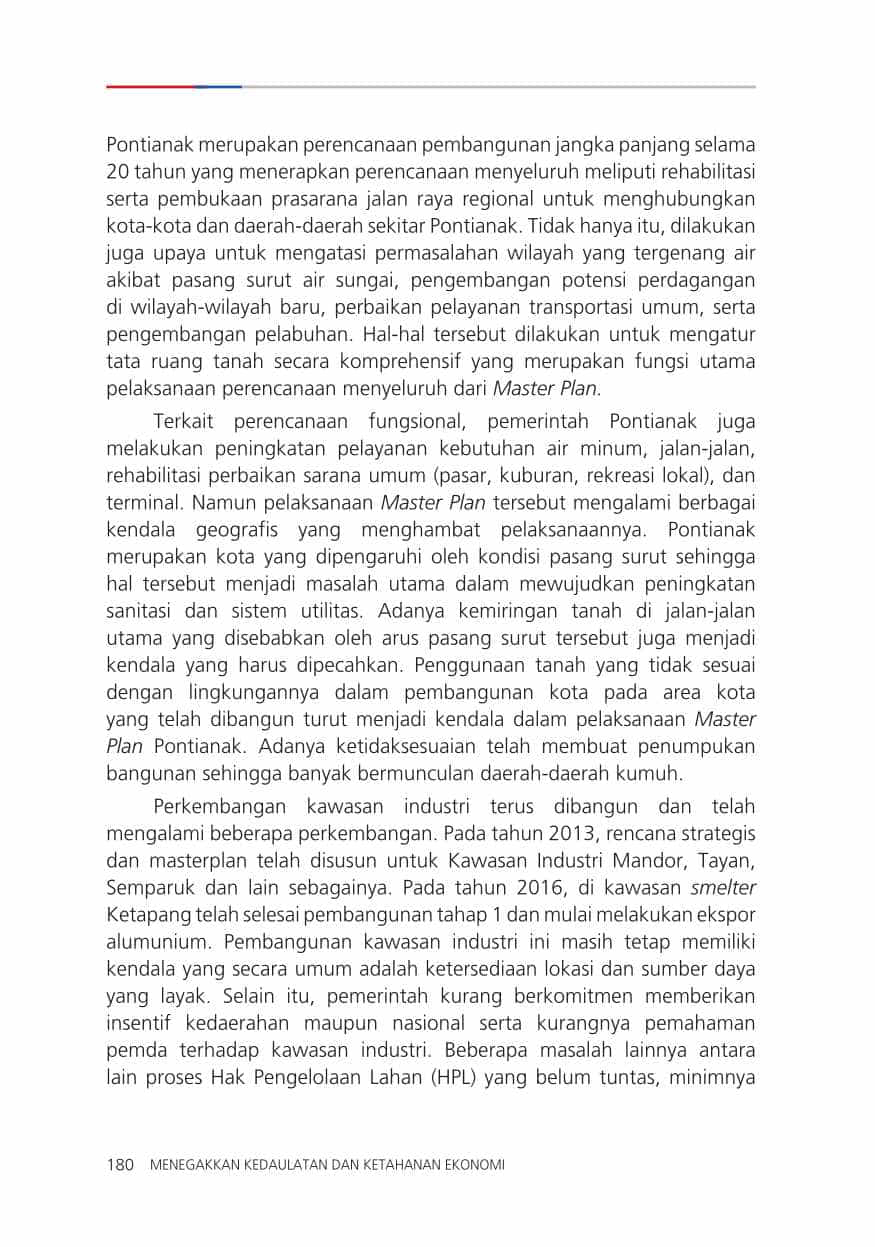 Pontianak merupakan perencanaan pembangunan jangka panjang selama
20 tahun yang menerapkan perencanaan menyeluruh meliputi rehabilitasi
serta pembukaan prasarana jalan raya regional untuk menghubungkan
kota-kota dan daerah-daerah sekitar Pontianak. Tidak hanya itu, dilakukan
juga upaya untuk mengatasi permasalahan wilayah yang tergenang air
akibat pasang surut air sungai, pengembangan potensi perdagangan
di wilayah-wilayah baru, perbaikan pelayanan transportasi umum, serta
pengembangan pelabuhan. Hal-hal tersebut dilakukan untuk mengatur
tata ruang tanah secara komprehensif yang merupakan fungsi utama
pelaksanaan perencanaan menyeluruh dari Master Plan.
Terkait perencanaan fungsional, pemerintah Pontianak juga
melakukan peningkatan pelayanan kebutuhan air minum, jalan-jalan,
rehabilitasi perbaikan sarana umum (pasar, kuburan, rekreasi lokal), dan
terminal. Namun pelaksanaan Master Plan tersebut mengalami berbagai
kendala geografis yang menghambat pelaksanaannya. Pontianak
merupakan kota yang dipengaruhi oleh kondisi pasang surut sehingga
hal tersebut menjadi masalah utama dalam mewujudkan peningkatan
sanitasi dan sistem utilitas. Adanya kemiringan tanah di jalan-jalan
utama yang disebabkan oleh arus pasang surut tersebut juga menjadi
kendala yang harus dipecahkan. Penggunaan tanah yang tidak sesuai
dengan lingkungannya dalam pembangunan kota pada area kota
yang telah dibangun turut menjadi kendala dalam pelaksanaan Master
Plan Pontianak. Adanya ketidaksesuaian telah membuat penumpukan
bangunan sehingga banyak bermunculan daerah-daerah kumuh.
Perkembangan kawasan industri terus dibangun dan telah
mengalami beberapa perkembangan. Pada tahun 2013, rencana strategis
dan masterplan telah disusun untuk Kawasan Industri Mandor, Tayan,
Semparuk dan lain sebagainya. Pada tahun 2016, di kawasan smelter
Ketapang telah selesai pembangunan tahap 1 dan mulai melakukan ekspor
alumunium. Pembangunan kawasan industri ini masih tetap memiliki
kendala yang secara umum adalah ketersediaan lokasi dan sumber daya
yang layak. Selain itu, pemerintah kurang berkomitmen memberikan
insentif kedaerahan maupun nasional serta kurangnya pemahaman
pemda terhadap kawasan industri. Beberapa masalah lainnya antara
lain proses Hak Pengelolaan Lahan (HPL) yang belum tuntas, minimnya
180 MENEGAKKAN KEDAULATAN DAN KETAHANAN EKONOMI